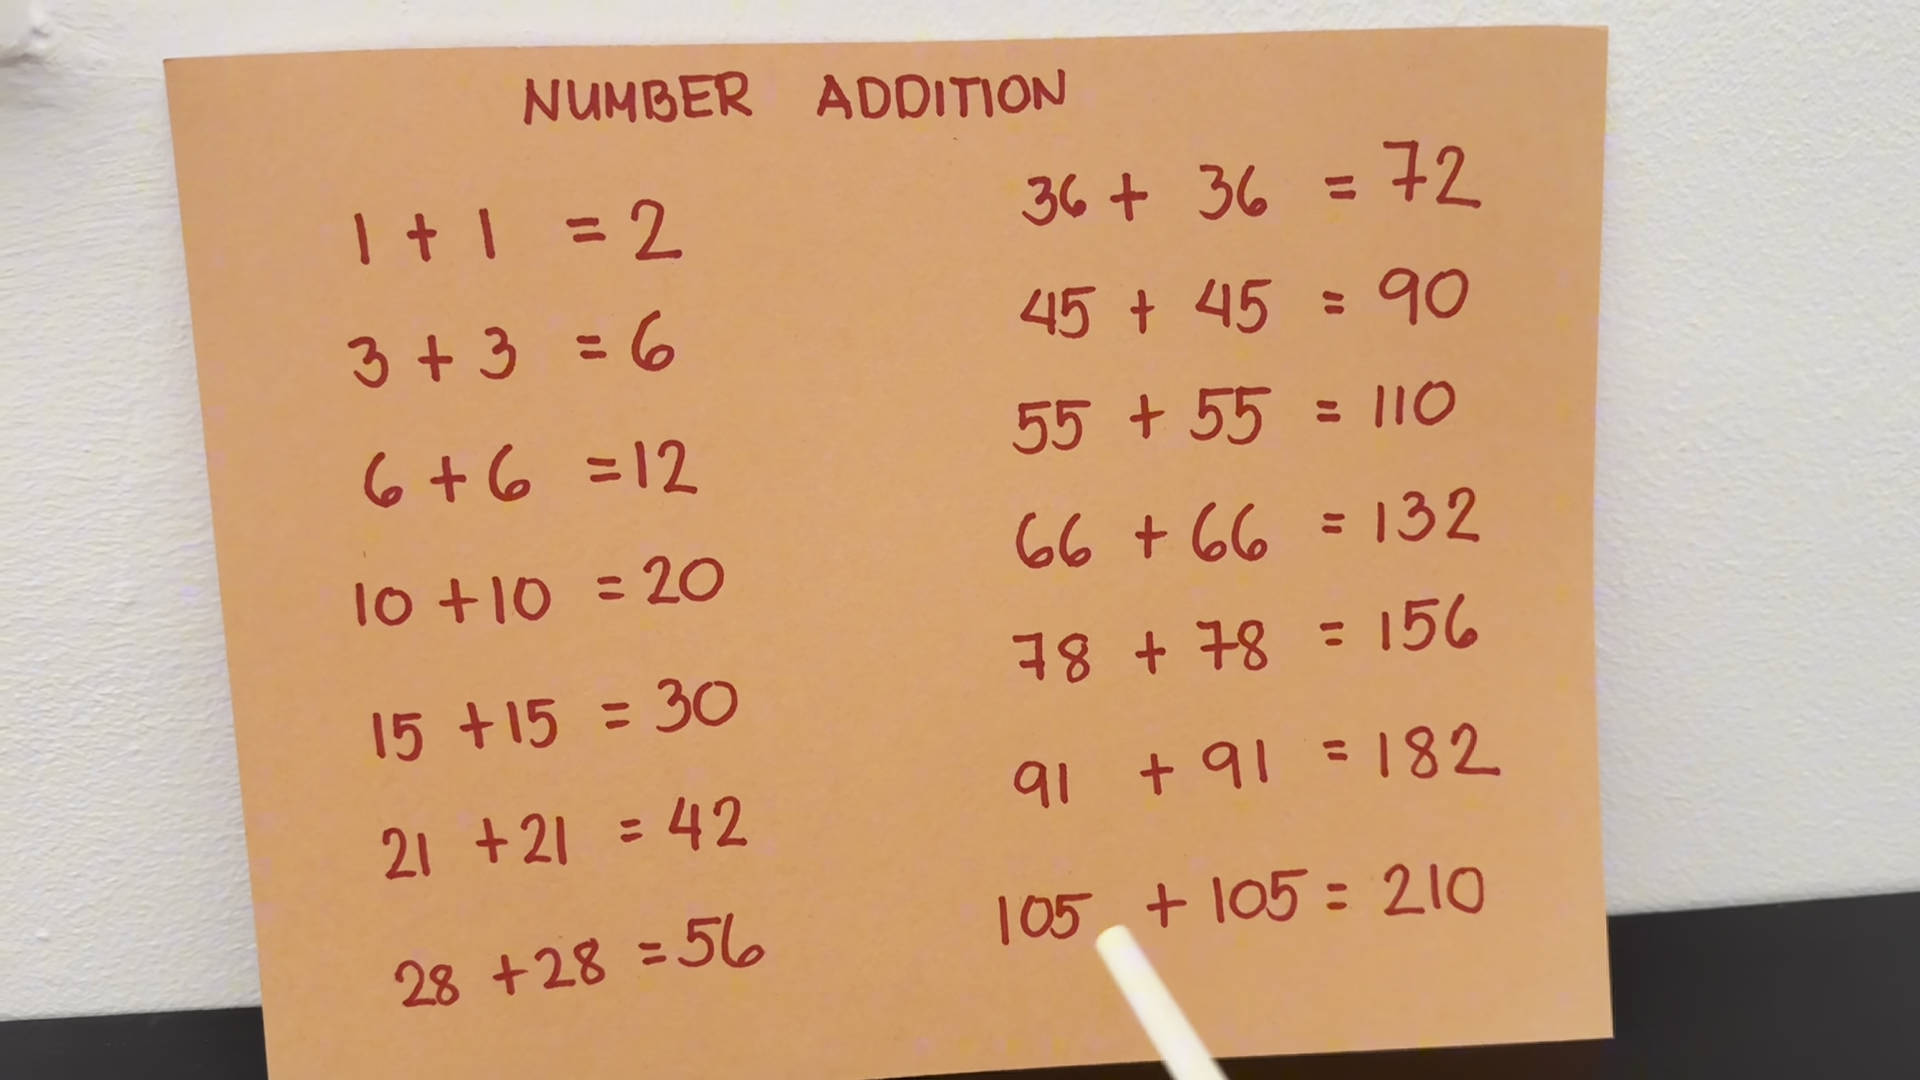 NUMBER ADDITION
1 + 1 = 2
3 + 3 = 6
6 + 6 = 12
10 + 10 = 20
15 + 15 = 30
21 + 21 = 42
28 + 28 = 56
36 + 36 = 72
45 + 45 = 90
55 + 55 = 110
66 + 66 = 132
78 + 78 = 156
91 + 91 = 182
105 + 105 = 210